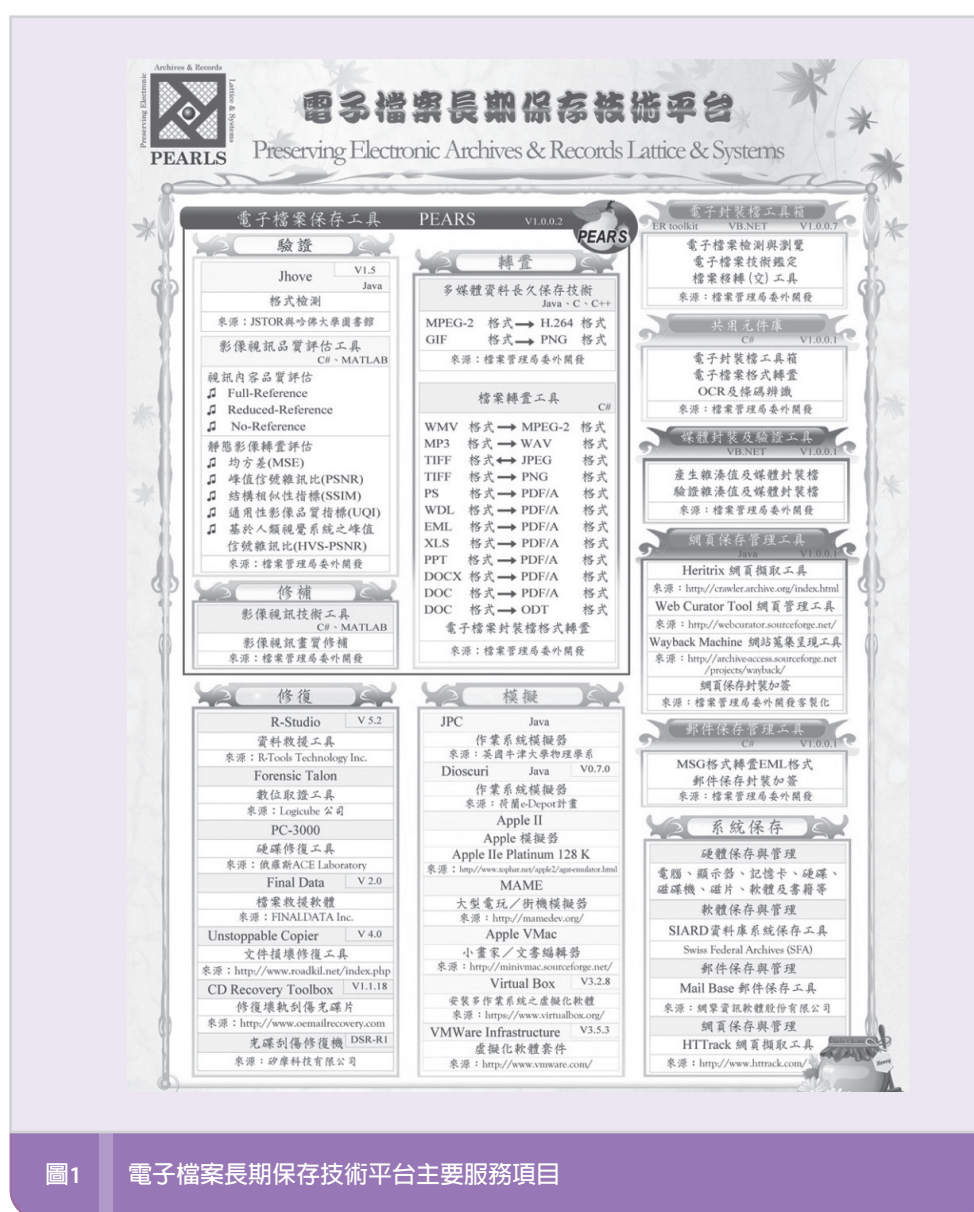 Archives & Records
Preserving Electronic
Lattice & Systems
PEARLS
電子檔案長期保存技術平台
Preserving Electronic Archives & Records Lattice & Systems
電子檔案保存工具 PEARS V1.0.0.2
PEARS
驗證
Jhove V1.5
Java
格式檢測
來源：JSTOR與哈佛大學圖書館
影像視訊品質評估工具
C#、MATLAB
視訊內容品質評估
♫ Full-Reference
♫ Reduced-Reference
♫ No-Reference
靜態影像轉置評估
♫ 均方差(MSE)
♫ 峰值信號雜訊比(PSNR)
♫ 結構相似性指標(SSIM)
♫ 通用性影像品質指標(UQI)
♫ 基於人類視覺系統之峰值
信號雜訊比(HVS-PSNR)
來源：檔案管理局委外開發
修補
影像視訊技術工具
C#、MATLAB
影像視訊畫質修補
來源：檔案管理局委外開發
轉置
多媒體資料長久保存技術
Java、C、C++
MPEG-2 格式→ H.264 格式
GIF 格式→ PNG 格式
來源：檔案管理局委外開發
檔案轉置工具
C#
WMV 格式→ MPEG-2 格式
MP3 格式→ WAV 格式
TIFF 格式↔ JPEG 格式
TIFF 格式→ PNG 格式
PS 格式→ PDF/A 格式
WDL 格式→ PDF/A 格式
EML 格式→ PDF/A 格式
XLS 格式→ PDF/A 格式
PPT 格式→ PDF/A 格式
DOCX 格式→ PDF/A 格式
DOC 格式→ PDF/A 格式
DOC 格式→ ODT 格式
電子檔案封裝檔格式轉置
來源：檔案管理局委外開發
修復
R-Studio V 5.2
資料救援工具
來源：R-Tools Technology Inc.
Forensic Talon
數位取證工具
來源：Logicube 公司
PC-3000
硬碟修復工具
來源：俄羅斯ACE Laboratory
Final Data V 2.0
檔案救援軟體
來源：FINALDATA Inc.
Unstoppable Copier V 4.0
文件損壞修復工具
來源：http://www.roadkil.net/index.php
CD Recovery Toolbox V1.1.18
修復壞軌刮傷光碟片
來源：http://www.oemailrecovery.com
光碟刮傷修復機 DSR-R1
來源：矽摩科技有限公司
模擬
JPC Java
作業系統模擬器
來源：英國牛津大學物理學系
Dioscuri Java V0.7.0
作業系統模擬器
來源：荷蘭e-Depot計畫
Apple II
Apple 模擬器
Apple IIe Platinum 128 K
來源：http://www.zophar.net/apple2/agat-emulator.html
MAME
大型電玩／街機模擬器
來源：http://mamedev.org/
Apple VMac
小畫家／文書編輯器
來源：http://minivmac.sourceforge.net/
Virtual Box V3.2.8
安裝多作業系統之虛擬化軟體
來源：https://www.virtualbox.org/
VMWare Infrastructure V3.5.3
虛擬化軟體套件
來源：http://www.vmware.com/
電子封裝檔工具箱
ER toolkit VB.NET V1.0.0.7
電子檔案檢測與瀏覽
電子檔案技術鑑定
檔案移轉(交)工具
來源：檔案管理局委外開發
共用元件庫
C# V1.0.0.1
電子封裝檔工具箱
電子檔案格式轉置
OCR及條碼辨識
來源：檔案管理局委外開發
媒體封裝及驗證工具
VB.NET V1.0.0.1
產生雜湊值及媒體封裝檔
驗證雜湊值及媒體封裝檔
來源：檔案管理局委外開發
網頁保存管理工具
Java V1.0.0.1
Heritrix 網頁擷取工具
來源：http://crawler.archive.org/index.html
Web Curator Tool 網頁管理工具
來源：http://webcurator.sourceforge.net/
Wayback Machine 網站蒐集呈現工具
來源：http://archive-access.sourceforge.net
/projects/wayback/
網頁保存封裝加簽
來源：檔案管理局委外開發客製化
郵件保存管理工具
C# V1.0.0.1
MSG格式轉置EML格式
郵件保存封裝加簽
來源：檔案管理局委外開發
系統保存
硬體保存與管理
電腦、顯示器、記憶卡、硬碟、
磁碟機、磁片、軟體及書籍等
軟體保存與管理
SIARD資料庫系統保存工具
Swiss Federal Archives (SFA)
郵件保存與管理
Mail Base 郵件保存工具
來源：網擎資訊軟體股份有限公司
網頁保存與管理
HTTrack 網頁擷取工具
來源：http://www.httrack.com/
圖1 電子檔案長期保存技術平台主要服務項目